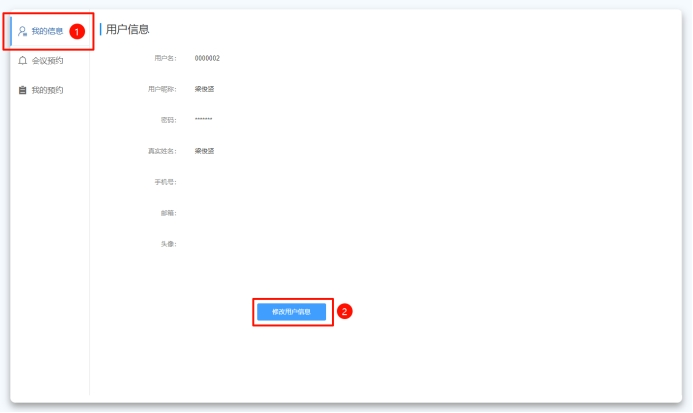 我的信息 1
会议预约
我的预约
用户信息
用户名: 0000002
用户昵称: 梁俊贤
密码: *******
真实姓名: 梁俊贤
手机号:
邮箱:
头像:
修改用户信息 2